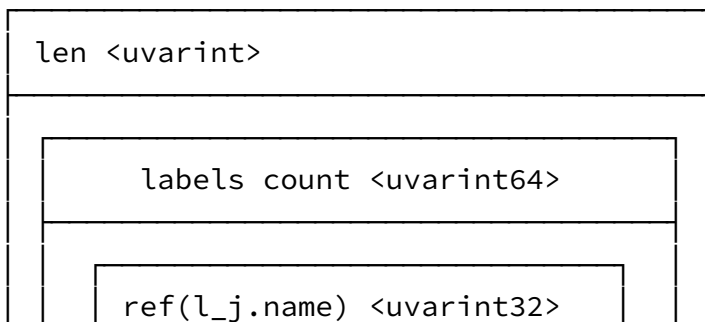 len <uvarint>
labels count <uvarint64>
ref(l_j.name) <uvarint32>